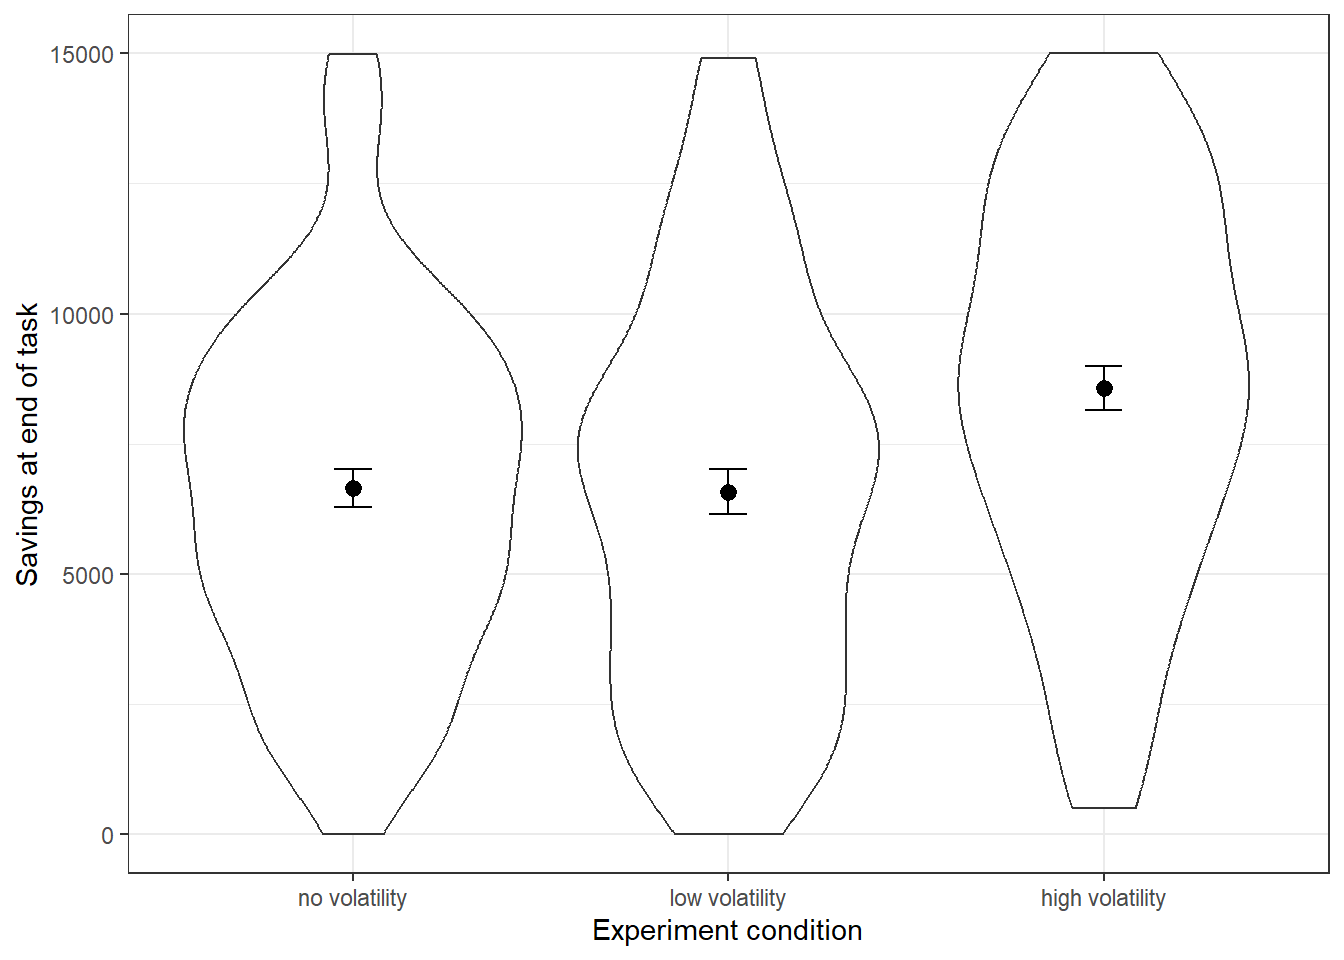 15000
10000
5000
0
Savings at end of task
no volatility
low volatility
high volatility
Experiment condition